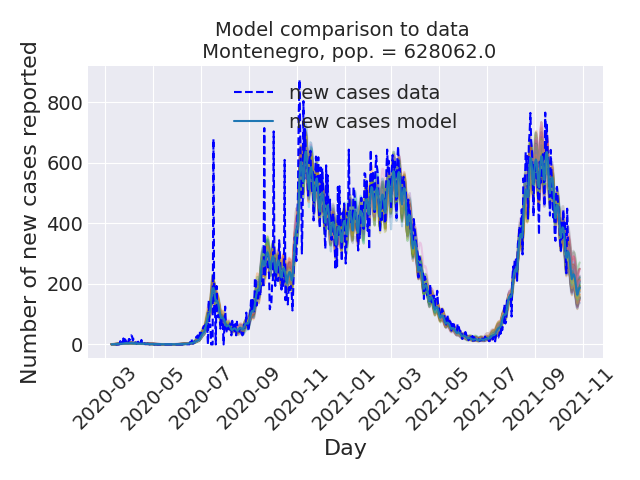 Model comparison to data
Montenegro, pop. = 628062.0
new cases data
new cases model
Number of new cases reported
800
600
400
200
0
2020-03
2020-05
2020-07
2020-09
2020-11
2021-01
2021-03
2021-05
2021-07
2021-09
2021-11
Day